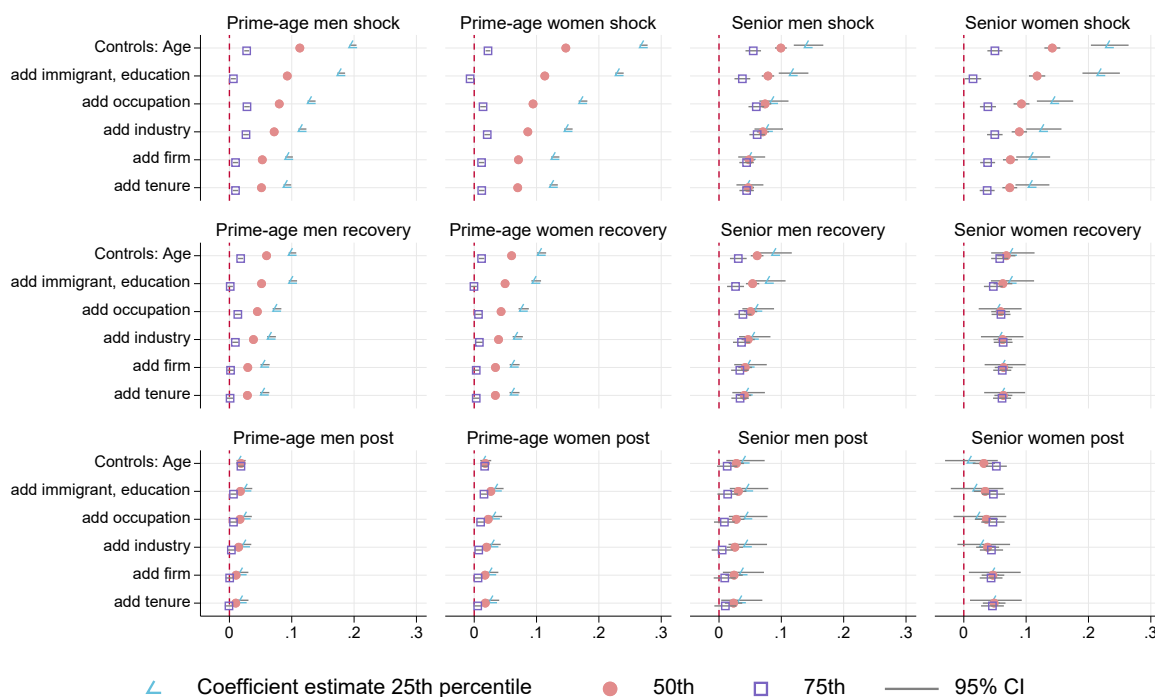 Prime-age men shock Prime-age women shock Senior men shock Senior women shock
Controls: Age
add immigrant, education
add occupation
add industry
add firm
add tenure
Prime-age men recovery Prime-age women recovery Senior men recovery Senior women recovery
Controls: Age
add immigrant, education
add occupation
add industry
add firm
add tenure
Prime-age men post Prime-age women post Senior men post Senior women post
Controls: Age
add immigrant, education
add occupation
add industry
add firm
add tenure
0 .1 .2 .3 0 .1 .2 .3 0 .1 .2 .3 0 .1 .2 .3
Coefficient estimate 25th percentile 50th 75th 95% CI